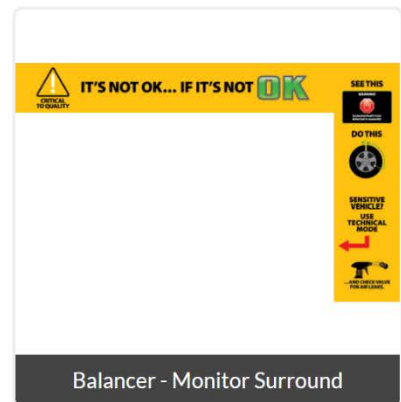 CRITICAL
TO QUALITY
IT'S NOT OK... IF IT'S NOT OK
SEE THIS
WARNING
DO THIS
SENSITIVE
VEHICLE?
USE
TECHNICAL
MODE
...AND CHECK VALVE
FOR AIR LEAKS.
Balancer - Monitor Surround